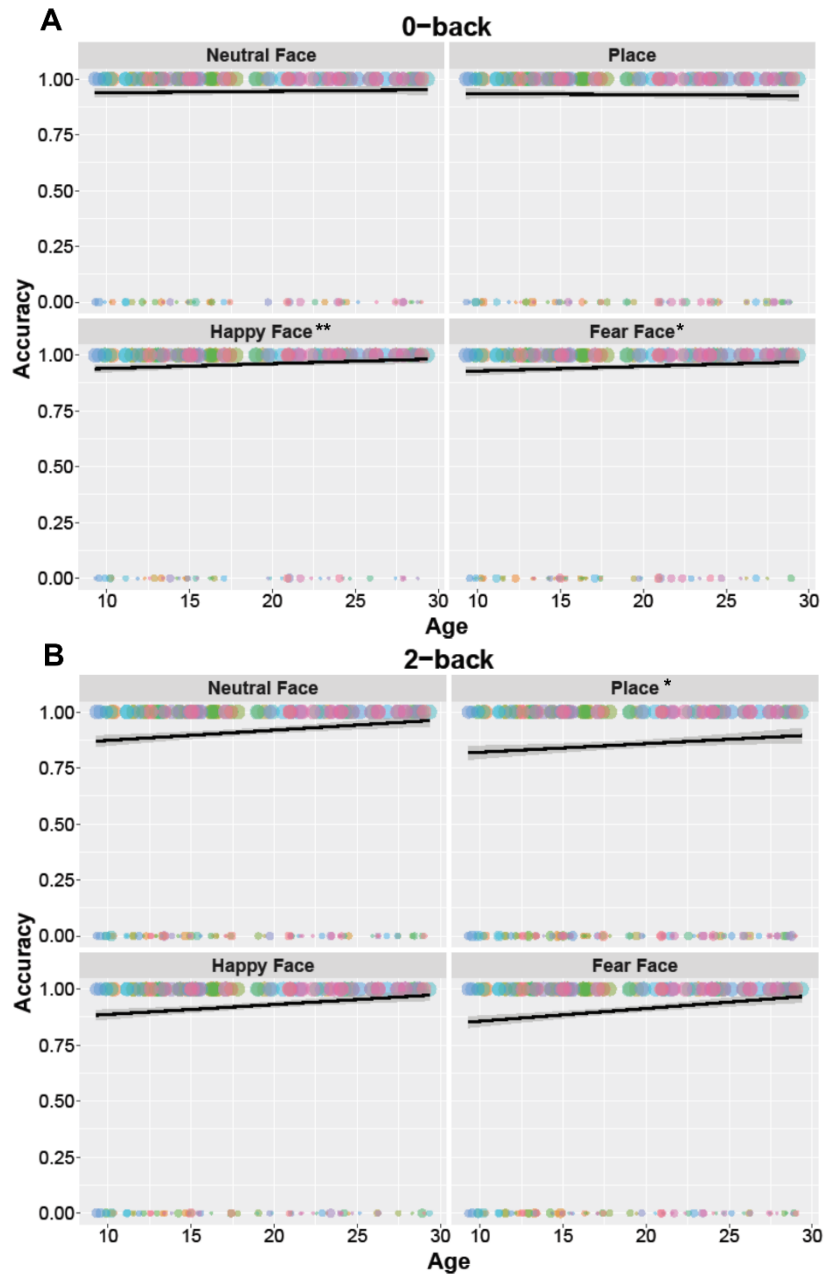 A
0−back
Neutral Face
Place
1.00
0.75
0.50
0.25
0.00
Happy Face **
Fear Face *
1.00
0.75
0.50
0.25
0.00
Accuracy
10 15 20 25 30
10 15 20 25 30
Age
B
2−back
Neutral Face
Place *
1.00
0.75
0.50
0.25
0.00
Happy Face
Fear Face
1.00
0.75
0.50
0.25
0.00
Accuracy
10 15 20 25 30
10 15 20 25 30
Age